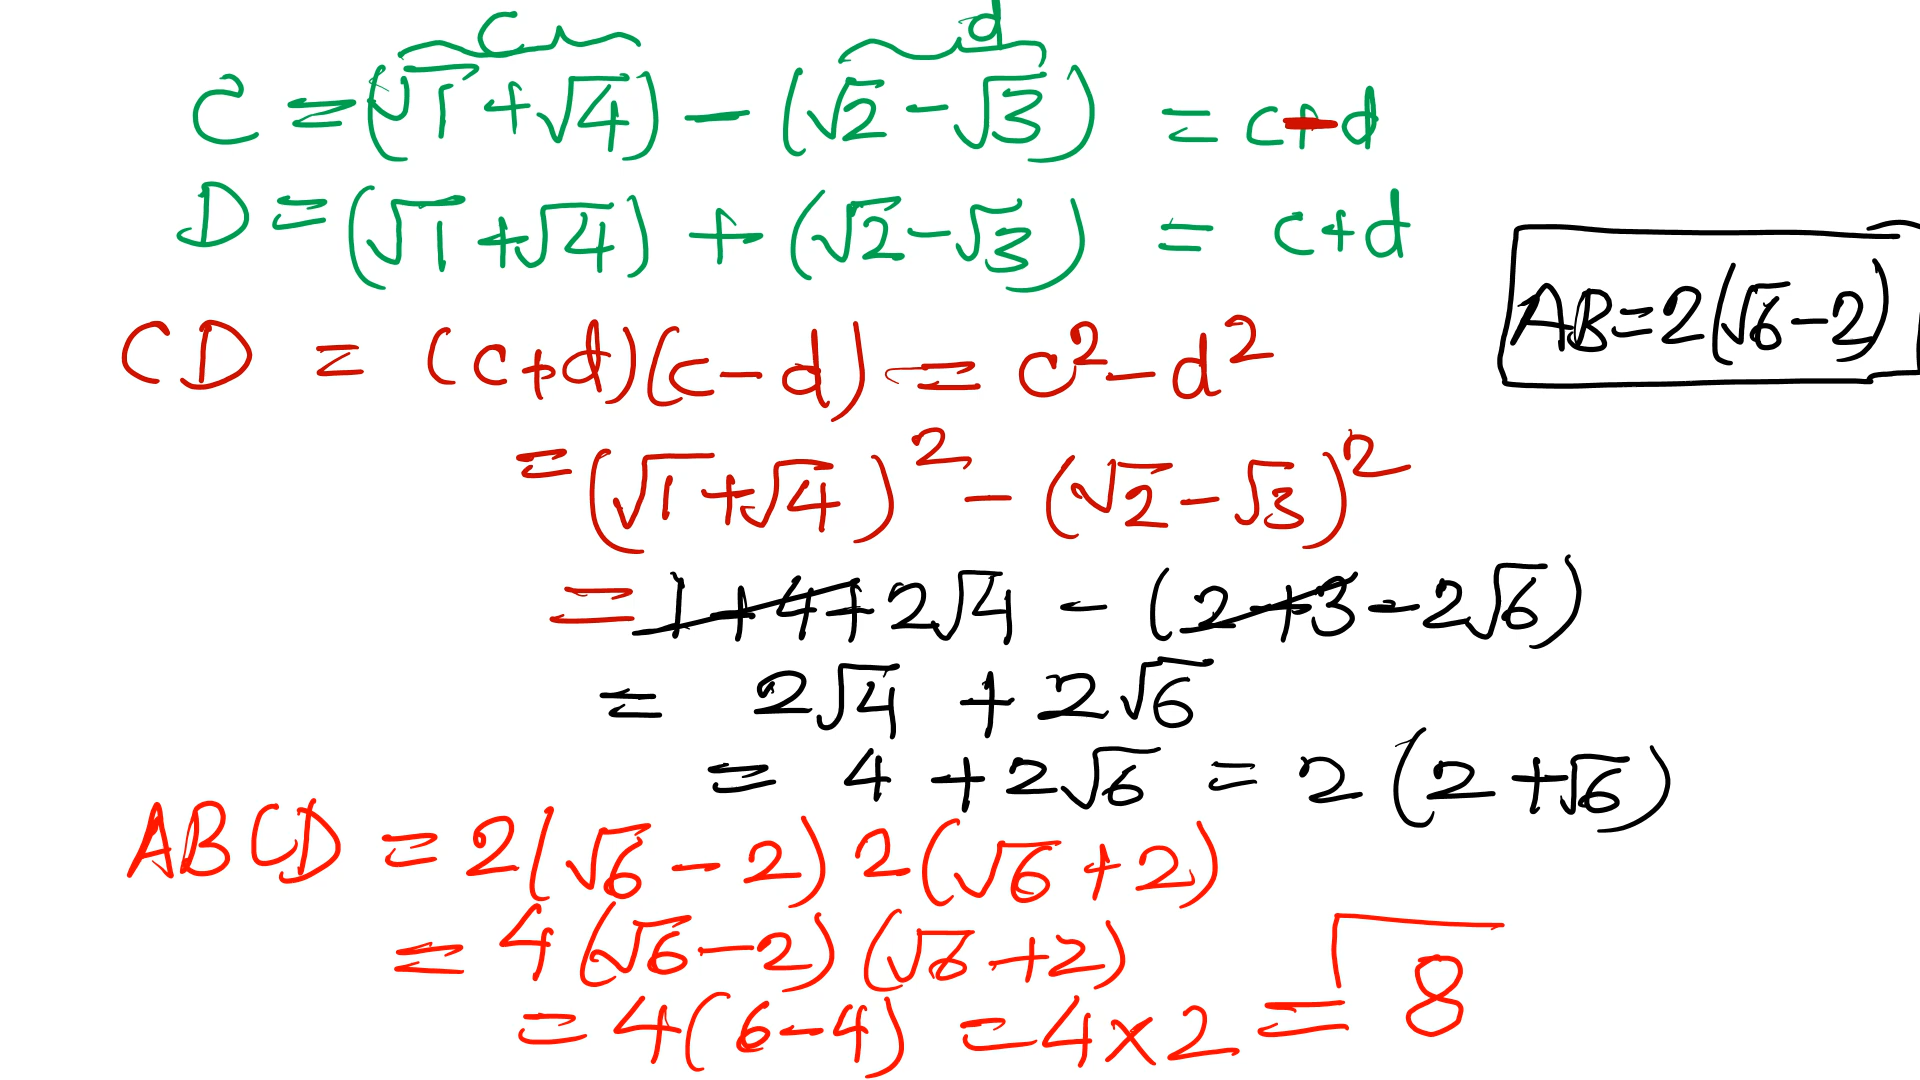 c d
C = (√1 + √4) - (√2 - √3) = c - d
D = (√1 + √4) + (√2 - √3) = c + d
AB = 2(√6 - 2)
CD = (c + d)(c - d) = c² - d²
= (√1 + √4)² - (√2 - √3)²
= 1 + 4 + 2√4 - (2 + 3 - 2√6)
= 2√4 + 2√6
= 4 + 2√6 = 2(2 + √6)
ABCD = 2(√6 - 2) 2(√6 + 2)
= 4(√6 - 2)(√6 + 2)
= 4(6 - 4) = 4 × 2 = 8